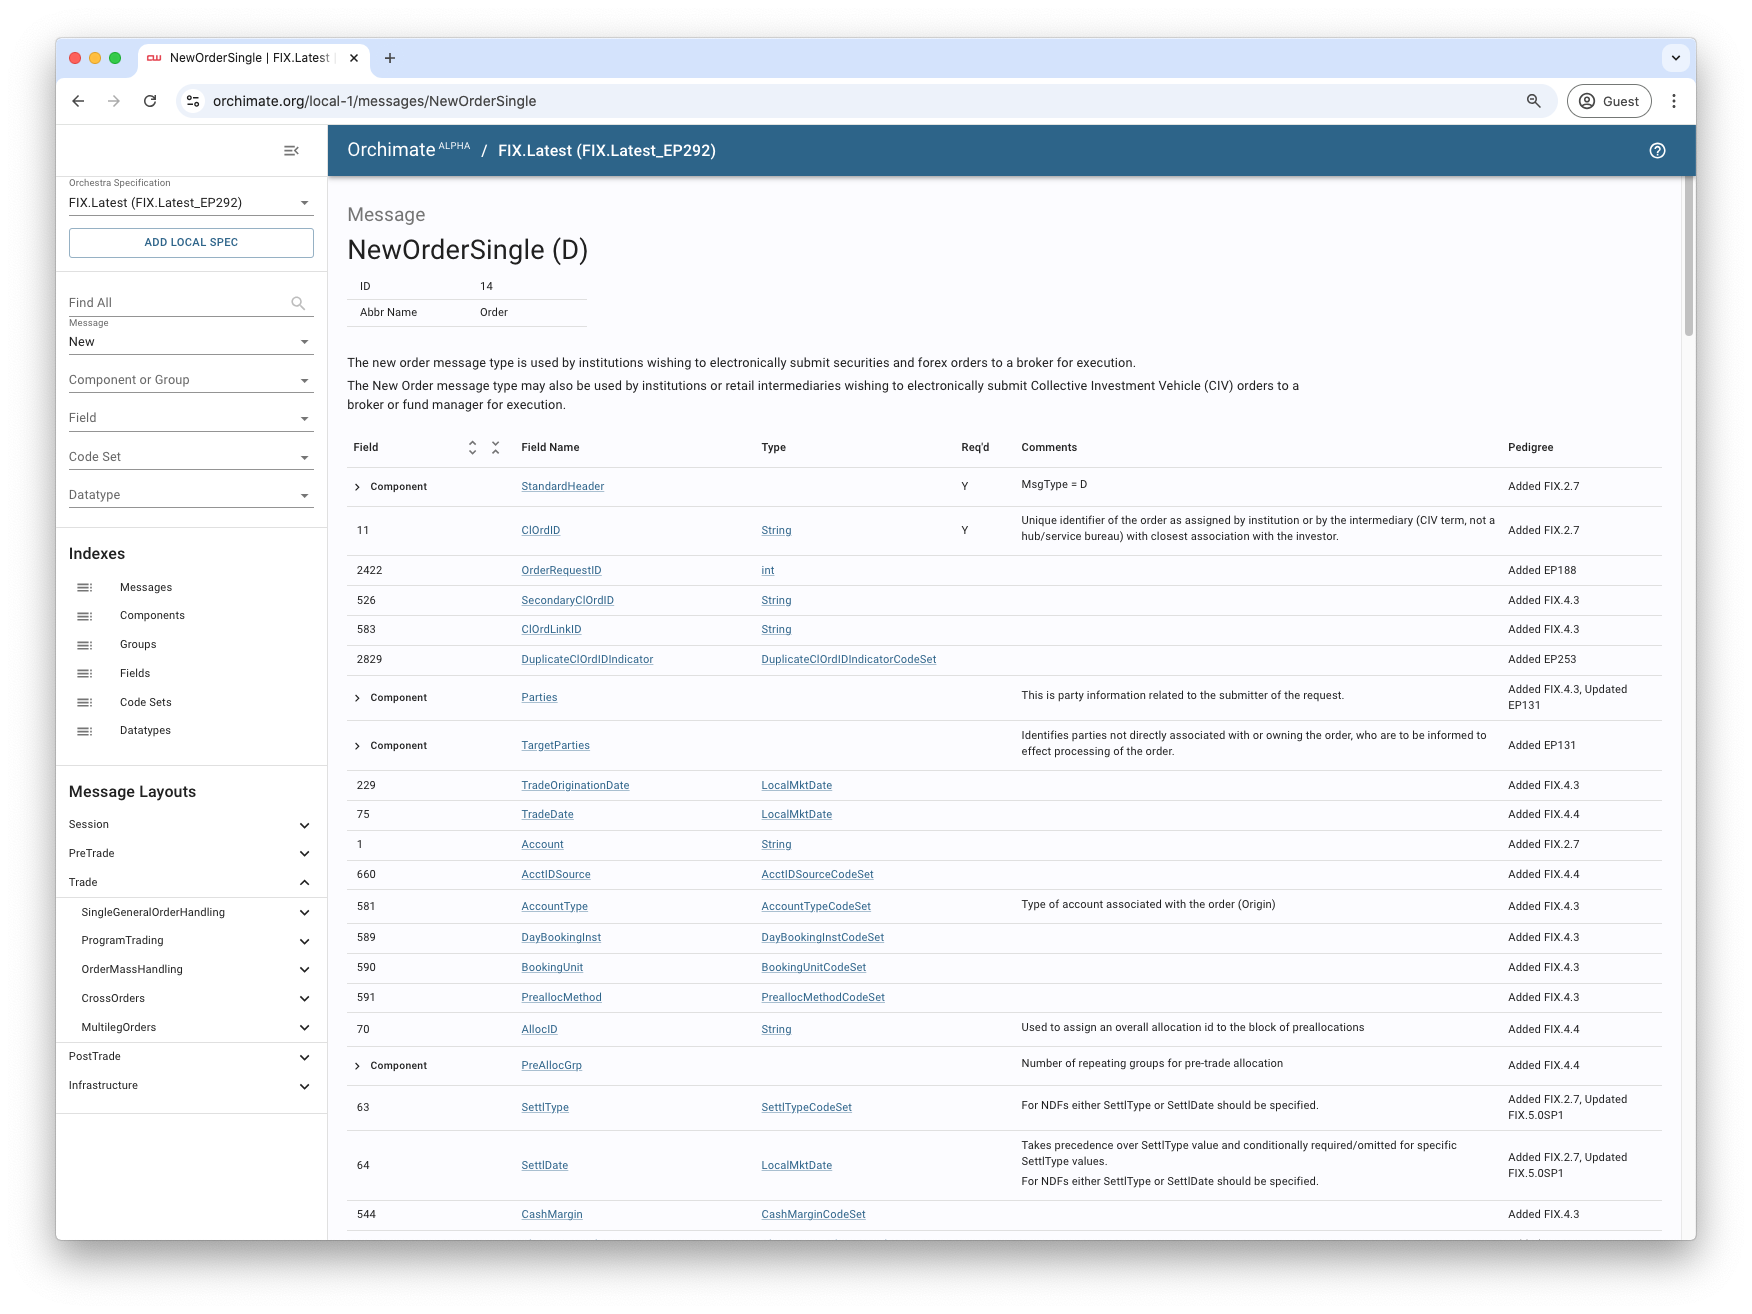 NewOrderSingle | FIX.Latest
orchimate.org/local-1/messages/NewOrderSingle
Guest
Orchestra Specification
FIX.Latest (FIX.Latest_EP292)
ADD LOCAL SPEC
Find All
Message
New
Component or Group
Field
Code Set
Datatype
Indexes
Messages
Components
Groups
Fields
Code Sets
Datatypes
Message Layouts
Session
PreTrade
Trade
SingleGeneralOrderHandling
ProgramTrading
OrderMassHandling
CrossOrders
MultilegOrders
PostTrade
Infrastructure
Orchimate ALPHA / FIX.Latest (FIX.Latest_EP292)
Message
NewOrderSingle (D)
ID 14
Abbr Name Order
The new order message type is used by institutions wishing to electronically submit securities and forex orders to a broker for execution.
The New Order message type may also be used by institutions or retail intermediaries wishing to electronically submit Collective Investment Vehicle (CIV) orders to a
broker or fund manager for execution.
Field Field Name Type Req'd Comments Pedigree
Component StandardHeader Y MsgType = D Added FIX.2.7
11 ClOrdID String Y Unique identifier of the order as assigned by institution or by the intermediary (CIV term, not a
hub/service bureau) with closest association with the investor. Added FIX.2.7
2422 OrderRequestID int Added EP188
526 SecondaryClOrdID String Added FIX.4.3
583 ClOrdLinkID String Added FIX.4.3
2829 DuplicateClOrdIDIndicator DuplicateClOrdIDIndicatorCodeSet Added EP253
Component Parties This is party information related to the submitter of the request. Added FIX.4.3, Updated
EP131
Component TargetParties Identifies parties not directly associated with or owning the order, who are to be informed to
effect processing of the order. Added EP131
229 TradeOriginationDate LocalMktDate Added FIX.4.3
75 TradeDate LocalMktDate Added FIX.4.4
1 Account String Added FIX.2.7
660 AcctIDSource AcctIDSourceCodeSet Added FIX.4.4
581 AccountType AccountTypeCodeSet Type of account associated with the order (Origin) Added FIX.4.3
589 DayBookingInst DayBookingInstCodeSet Added FIX.4.3
590 BookingUnit BookingUnitCodeSet Added FIX.4.3
591 PreallocMethod PreallocMethodCodeSet Added FIX.4.3
70 AllocID String Used to assign an overall allocation id to the block of preallocations Added FIX.4.4
Component PreAllocGrp Number of repeating groups for pre-trade allocation Added FIX.4.4
63 SettlType SettlTypeCodeSet For NDFs either SettlType or SettlDate should be specified. Added FIX.2.7, Updated
FIX.5.0SP1
64 SettlDate LocalMktDate Takes precedence over SettlType value and conditionally required/omitted for specific
SettlType values.
For NDFs either SettlType or SettlDate should be specified. Added FIX.2.7, Updated
FIX.5.0SP1
544 CashMargin CashMarginCodeSet Added FIX.4.3